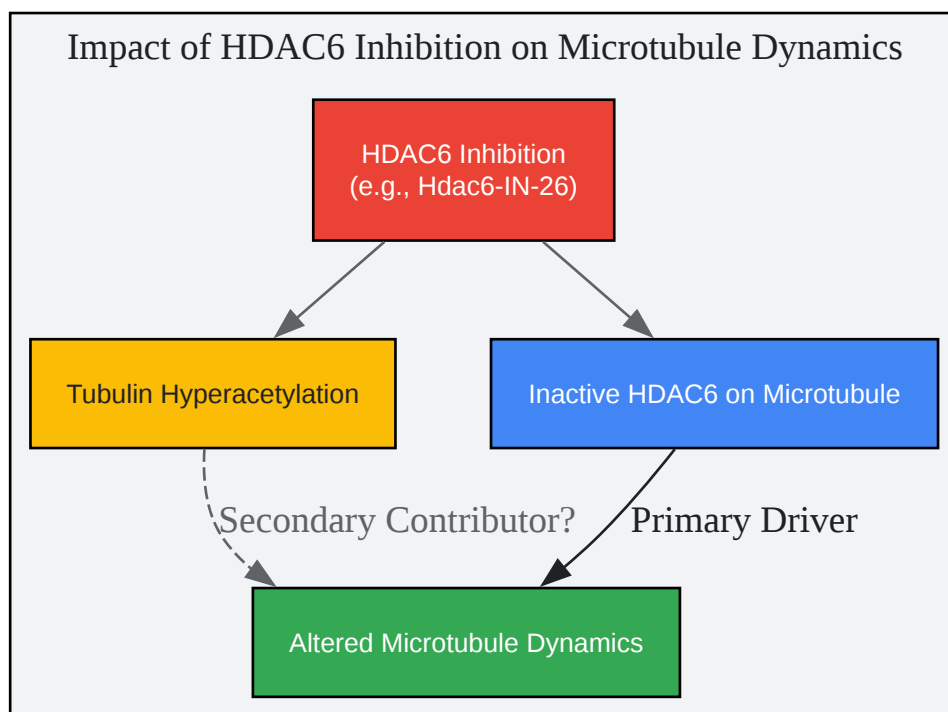 Impact of HDAC6 Inhibition on Microtubule Dynamics
HDAC6 Inhibition
(e.g., Hdac6-IN-26)
Tubulin Hyperacetylation
Inactive HDAC6 on Microtubule
Secondary Contributor?
Primary Driver
Altered Microtubule Dynamics